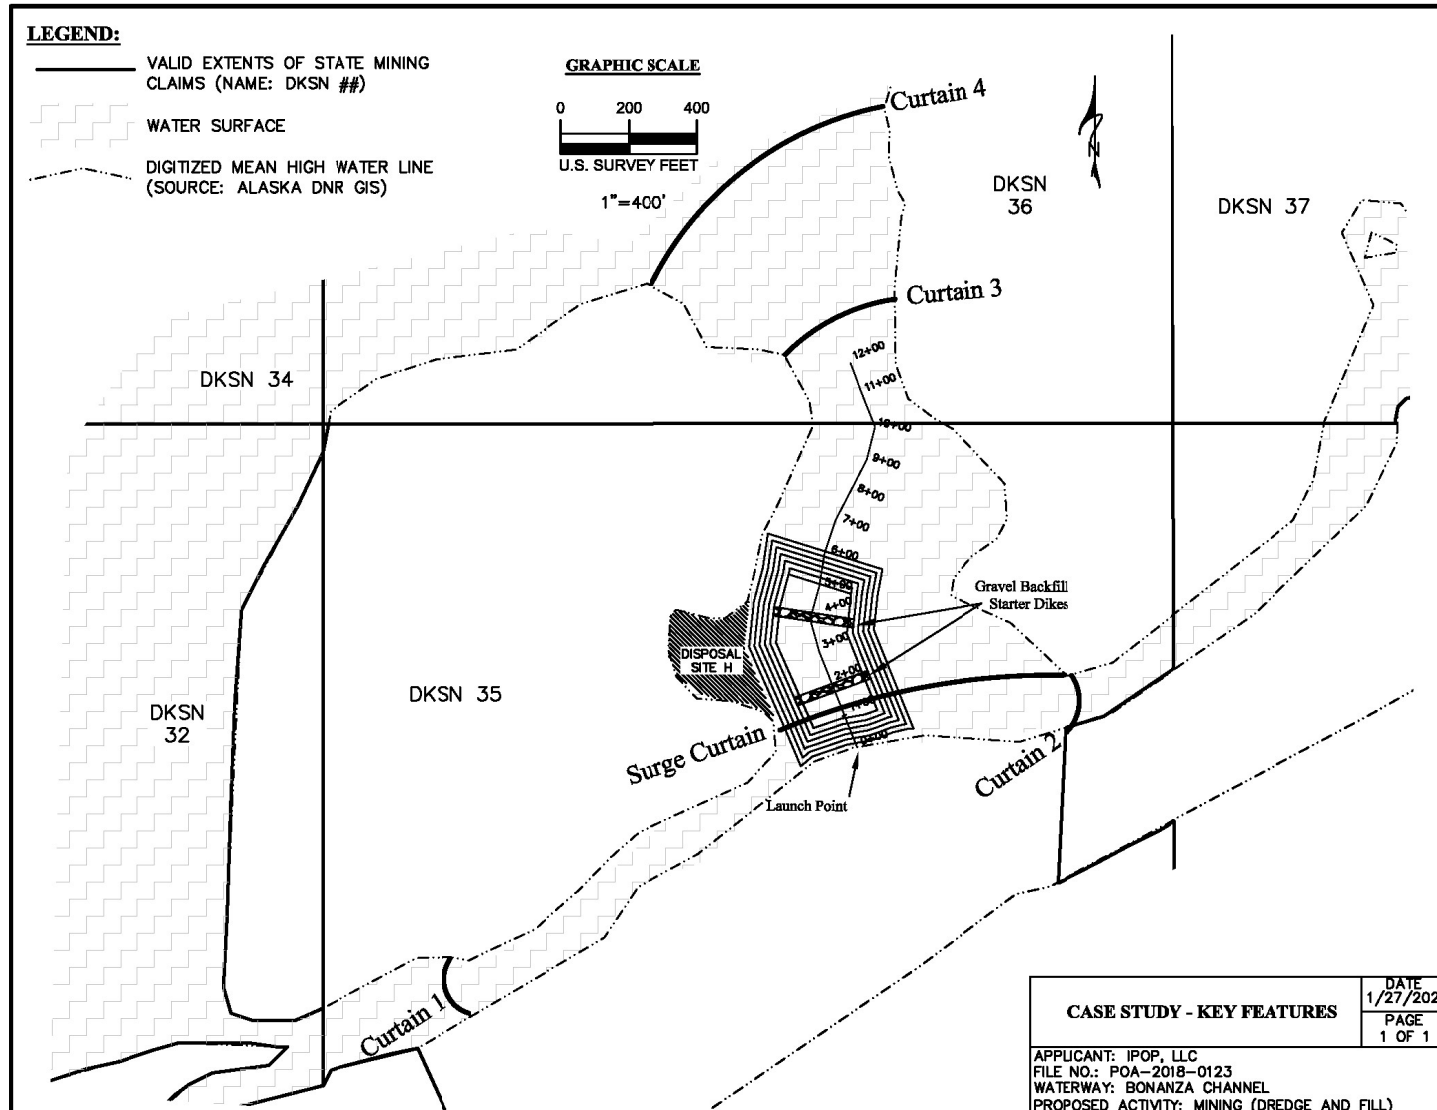 LEGEND:
VALID EXTENTS OF STATE MINING
CLAIMS (NAME: DKSN ##)
WATER SURFACE
DIGITIZED MEAN HIGH WATER LINE
(SOURCE: ALASKA DNR GIS)
GRAPHIC SCALE
0 200 400
U.S. SURVEY FEET
1"=400'
Curtain 4
N
DKSN
36
DKSN 37
Curtain 3
DKSN 34
12+00
11+00
10+00
9+00
8+00
7+00
6+00
5+00
4+00
3+00
2+00
1+00
0+00
Gravel Backfill
Starter Dikes
DISPOSAL
SITE H
DKSN 35
DKSN
32
Surge Curtain
Curtain 2
Launch Point
Curtain 1
CASE STUDY - KEY FEATURES
DATE
1/27/202
PAGE
1 OF 1
APPLICANT: IPOP, LLC
FILE NO.: POA-2018-0123
WATERWAY: BONANZA CHANNEL
PROPOSED ACTIVITY: MINING (DREDGE AND FILL)